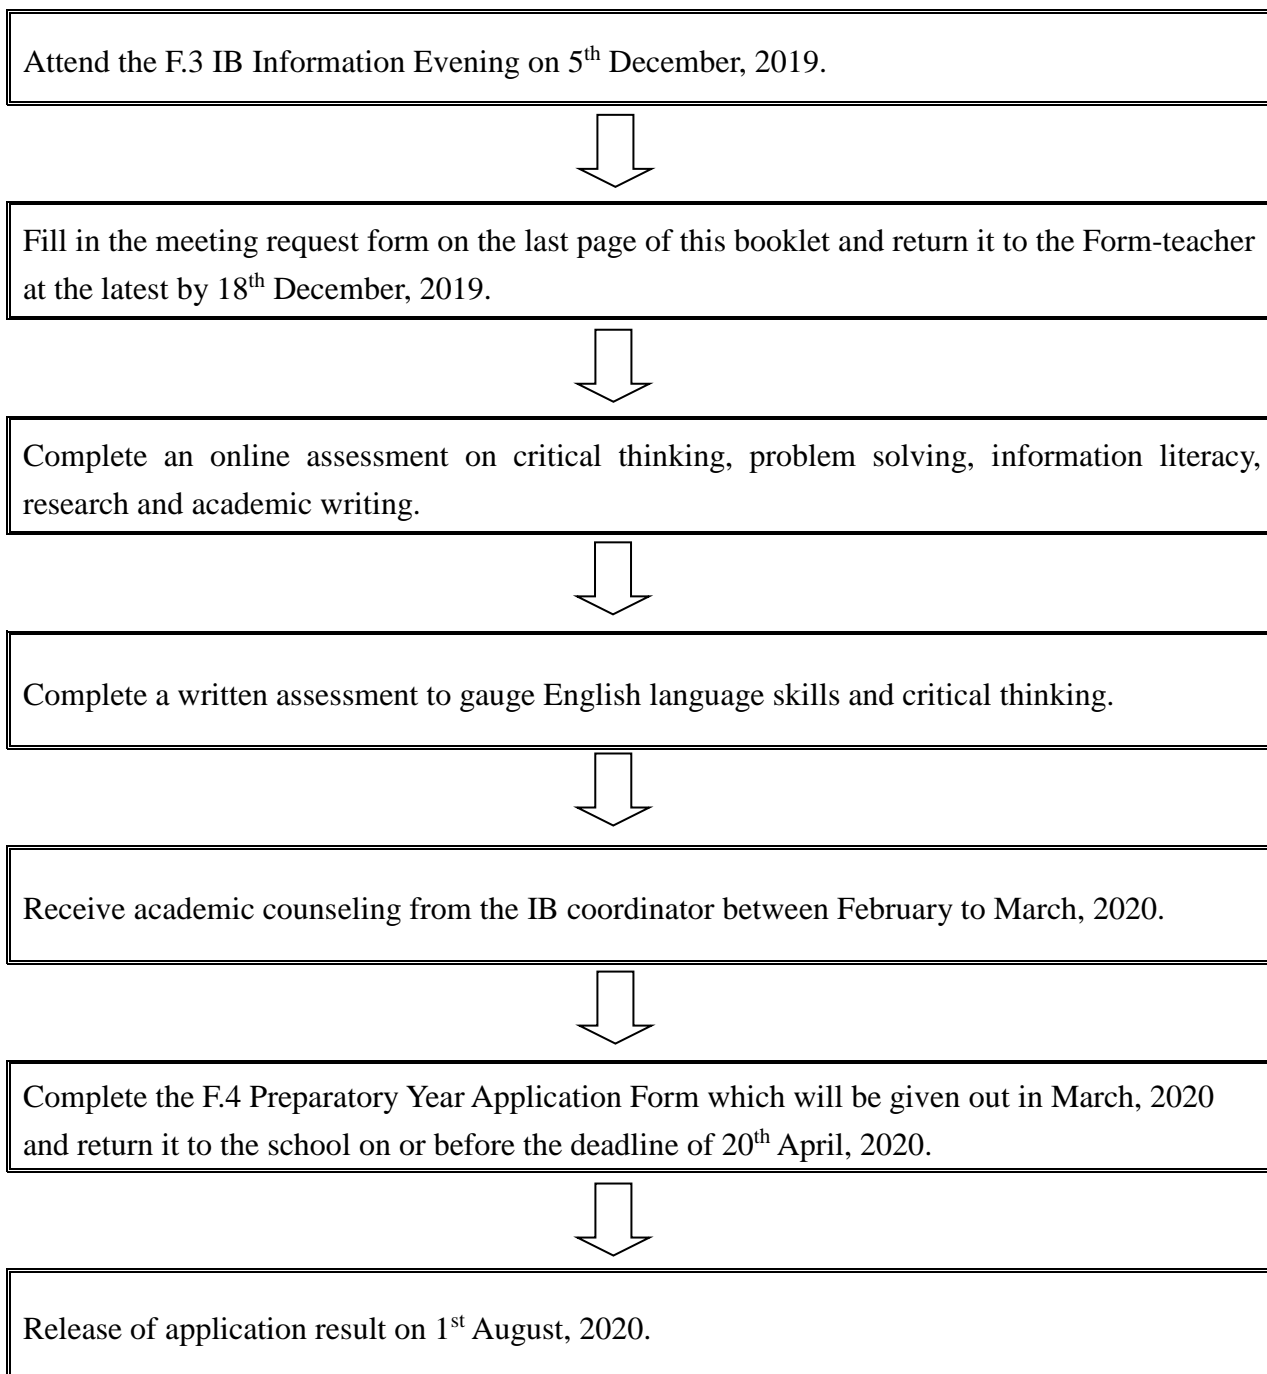 Attend the F.3 IB Information Evening on 5th December, 2019.
Fill in the meeting request form on the last page of this booklet and return it to the Form-teacher
at the latest by 18th December, 2019.
Complete an online assessment on critical thinking, problem solving, information literacy,
research and academic writing.
Complete a written assessment to gauge English language skills and critical thinking.
Receive academic counseling from the IB coordinator between February to March, 2020.
Complete the F.4 Preparatory Year Application Form which will be given out in March, 2020
and return it to the school on or before the deadline of 20th April, 2020.
Release of application result on 1st August, 2020.